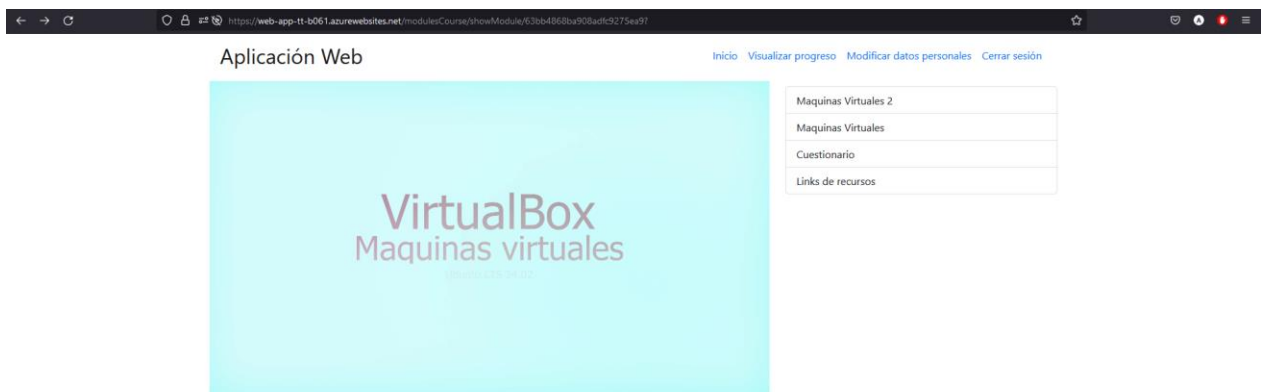 https://web-app-tt-b061.azurewebsites.net/modulesCourse/showModule/63bb4868ba908adfc9275ea9?
Aplicación Web
Inicio Visualizar progreso Modificar datos personales Cerrar sesión
Maquinas Virtuales 2
Maquinas Virtuales
Cuestionario
Links de recursos
VirtualBox
Maquinas virtuales